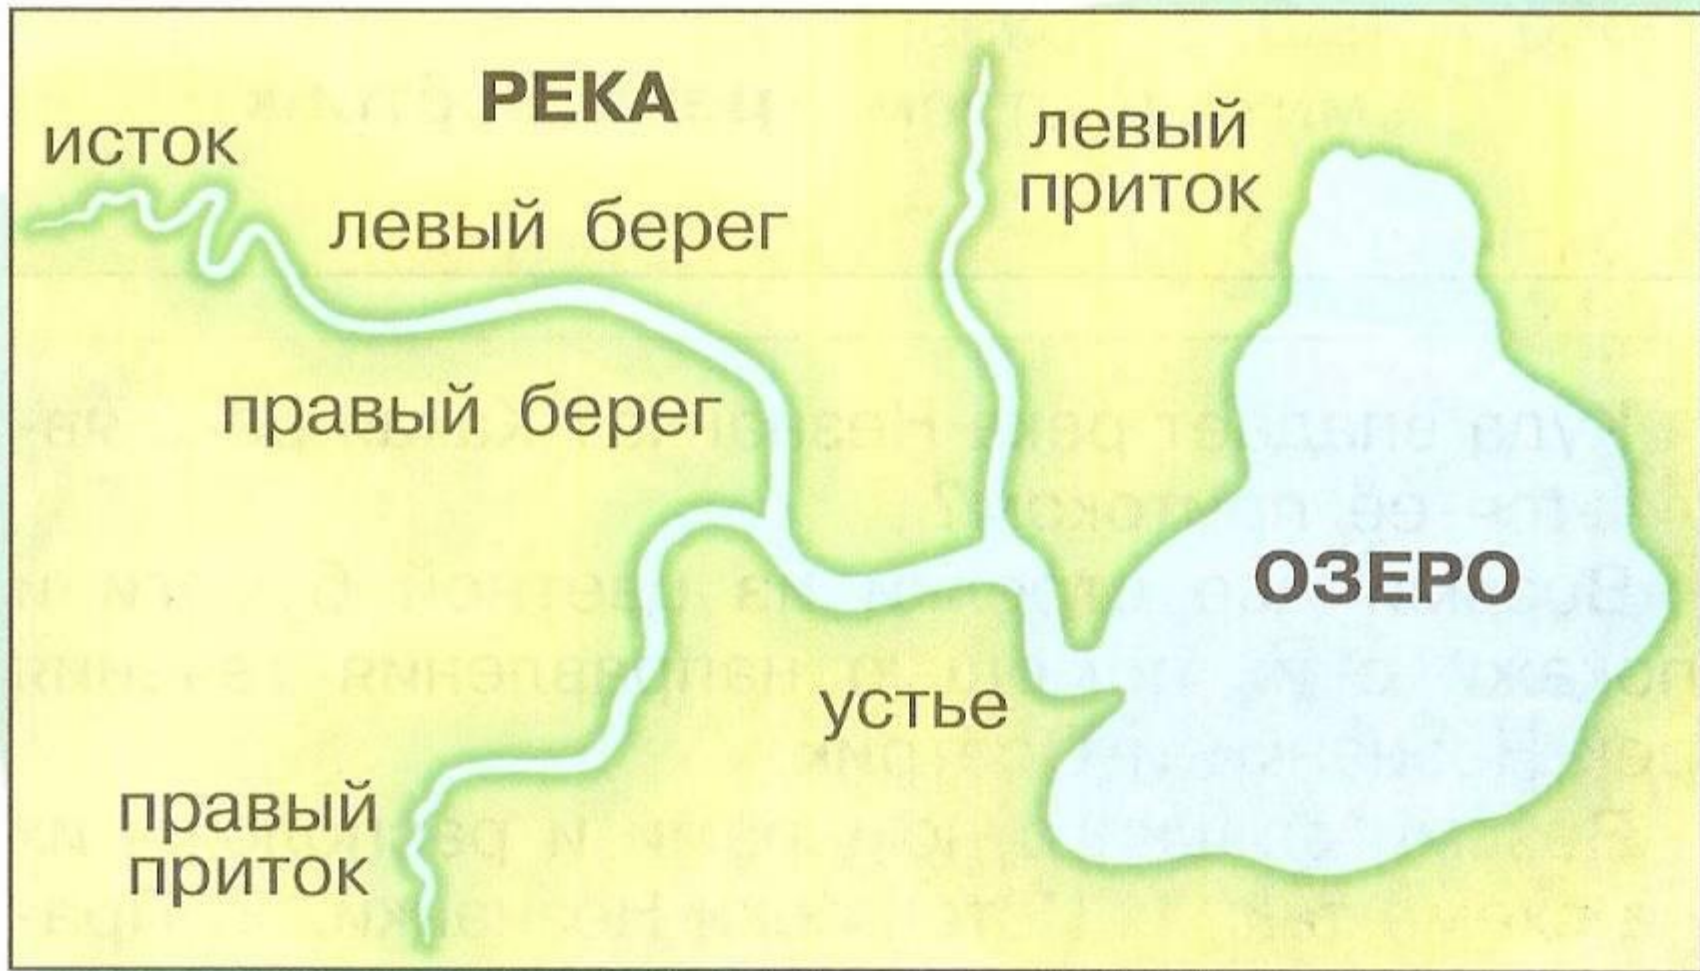 РЕКА
исток
левый берег
левый
приток
правый берег
ОЗЕРО
устье
правый
приток